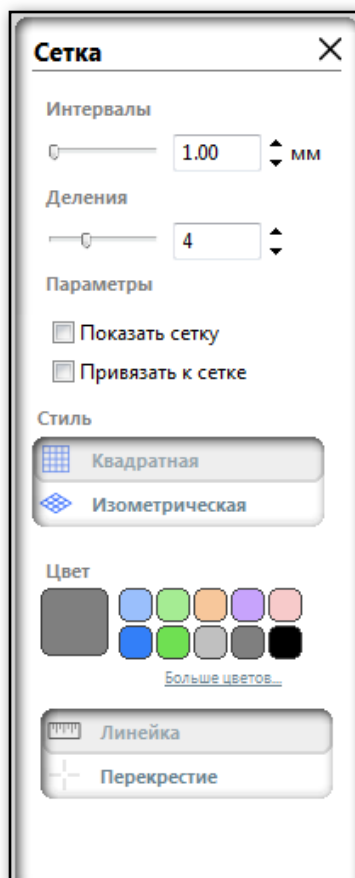 Сетка
Интервалы
1.00 мм
Деления
4
Параметры
Показать сетку
Привязать к сетке
Стиль
Квадратная
Изометрическая
Цвет
Больше цветов...
Линейка
Перекрестие